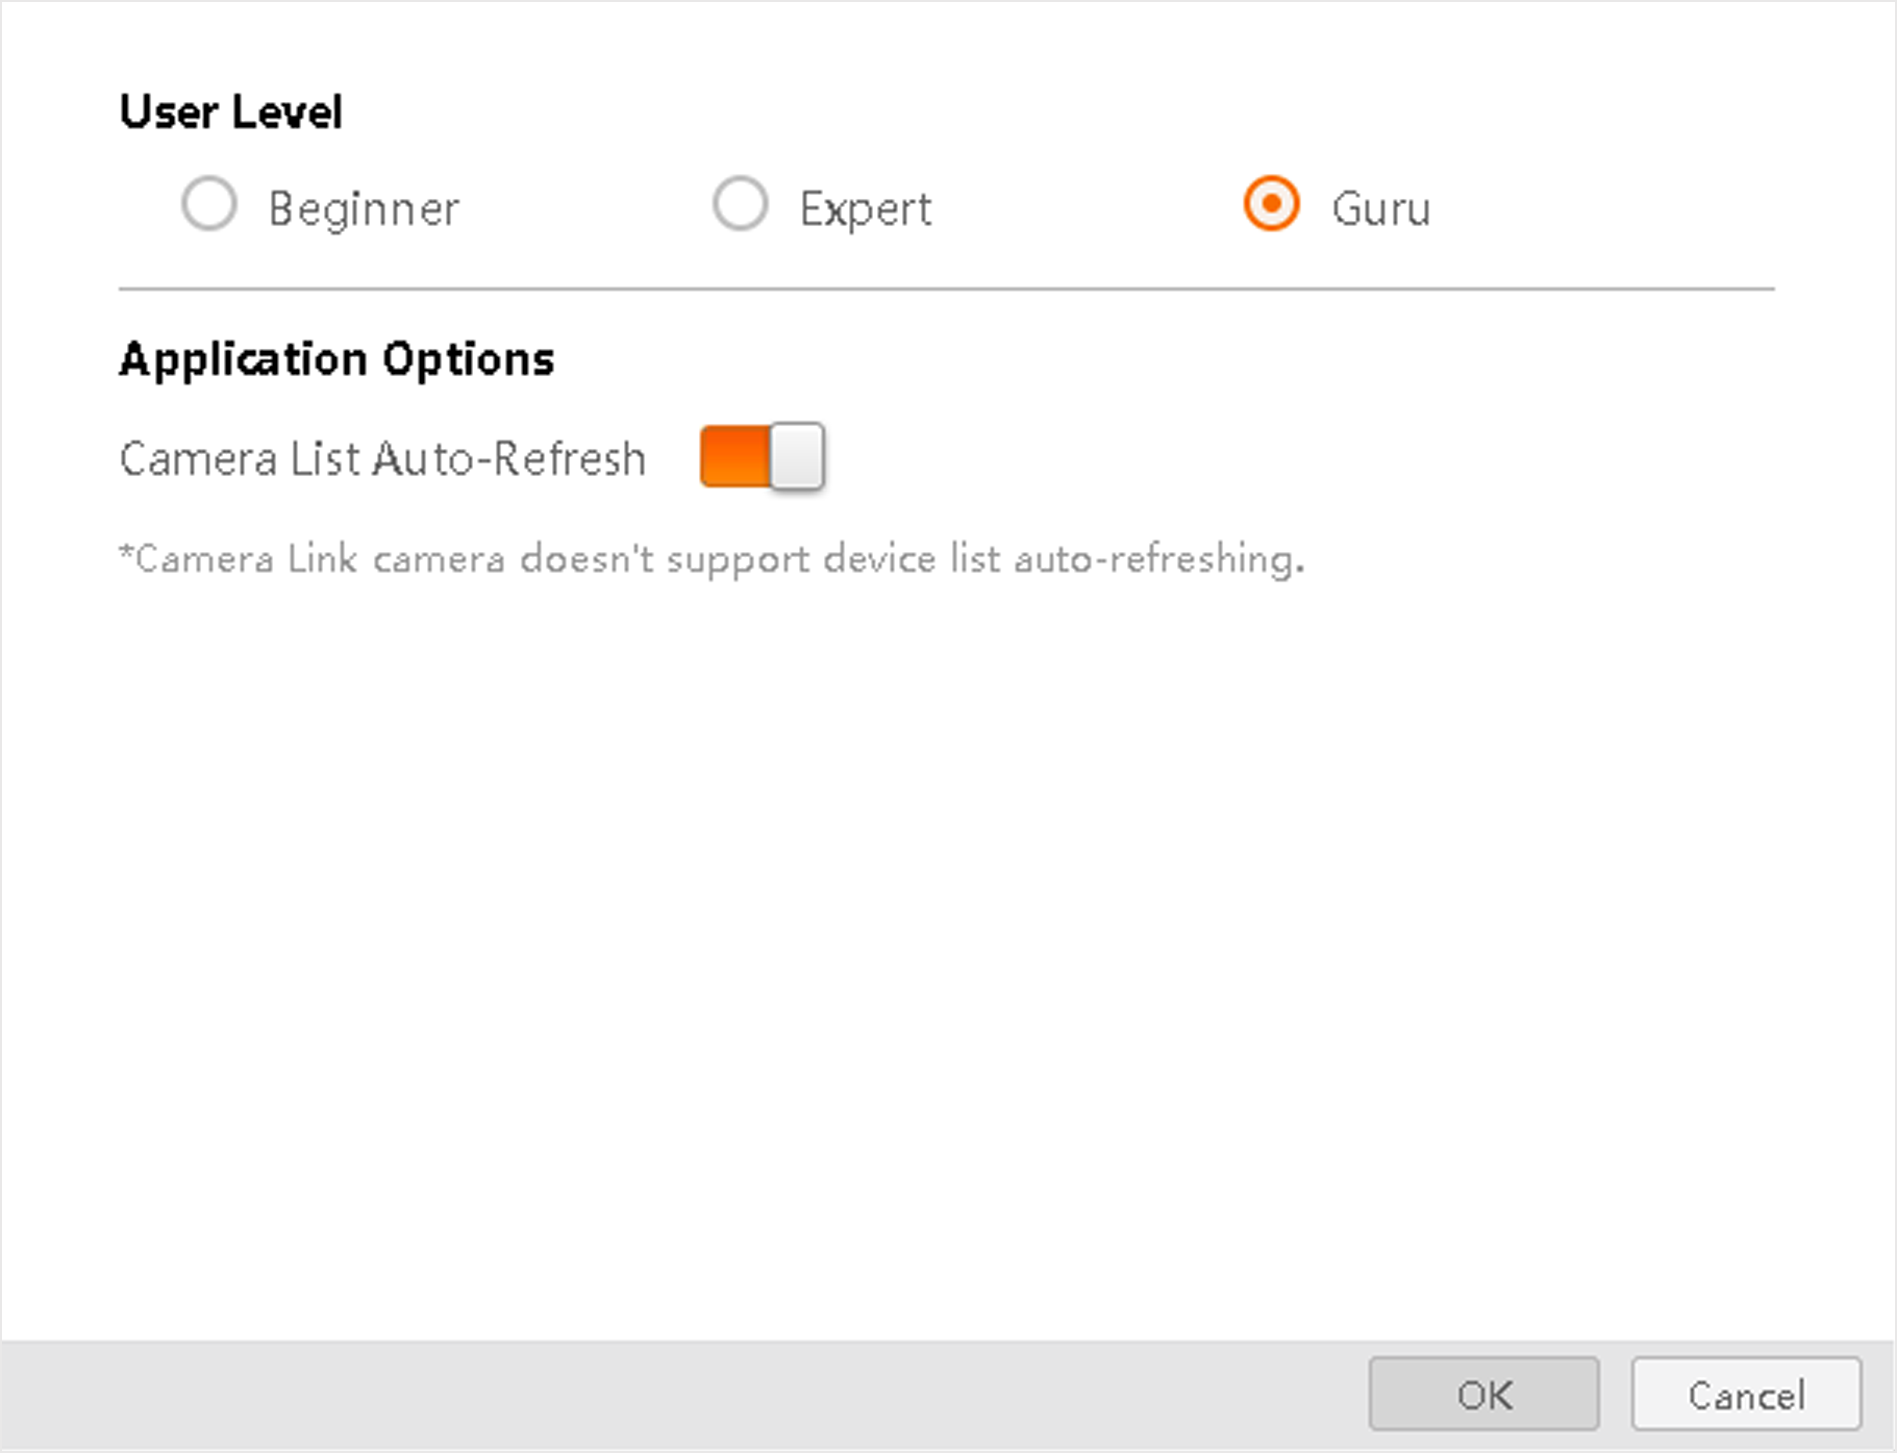 User Level
Beginner Expert Guru
Application Options
Camera List Auto-Refresh
*Camera Link camera doesn't support device list auto-refreshing.
OK Cancel